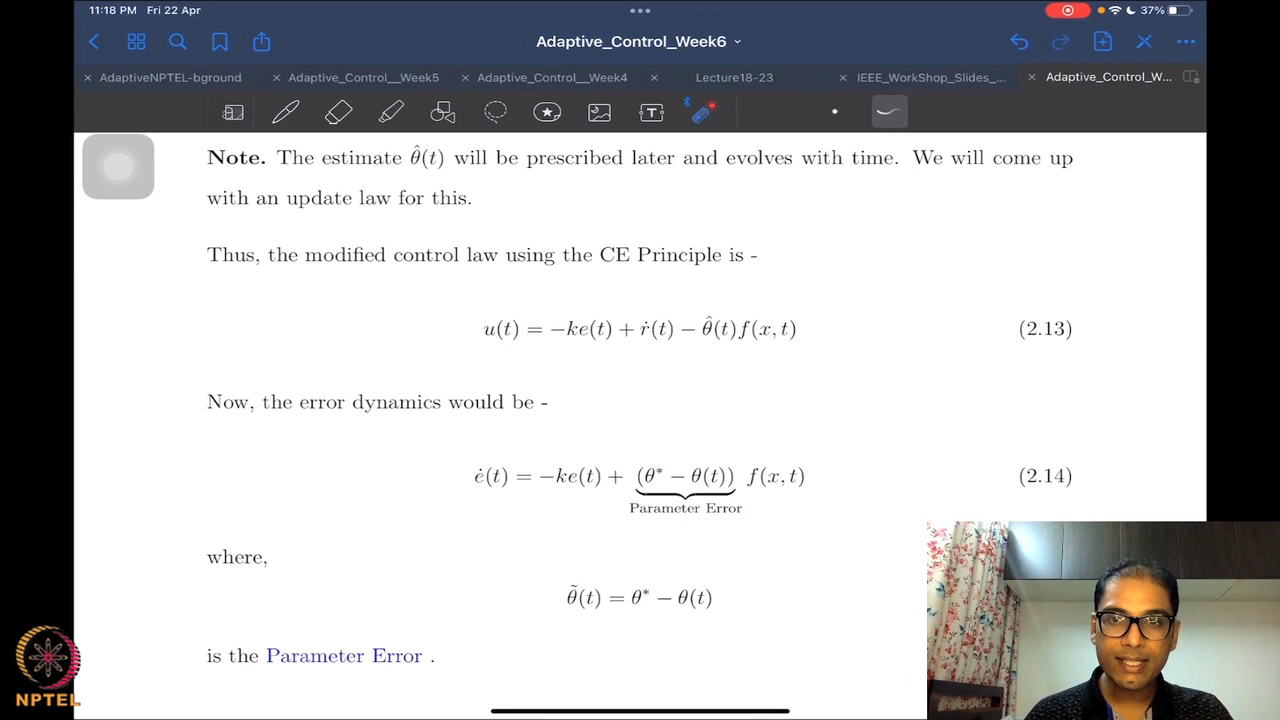 11:18 PM Fri 22 Apr
37%
Adaptive_Control_Week6
AdaptiveNPTEL-bground
Adaptive_Control__Week5
Adaptive_Control__Week4
Lecture18-23
IEEE_WorkShop_Slides_...
Adaptive_Control_W...
Note. The estimate θ̂(t) will be prescribed later and evolves with time. We will come up
with an update law for this.
Thus, the modified control law using the CE Principle is -
u(t) = −ke(t) + ṙ(t) − θ̂(t)f(x, t) (2.13)
Now, the error dynamics would be -
ė(t) = −ke(t) + (θ* − θ(t)) f(x, t) (2.14)
Parameter Error
where,
θ̃(t) = θ* − θ(t)
is the Parameter Error .
NPTEL